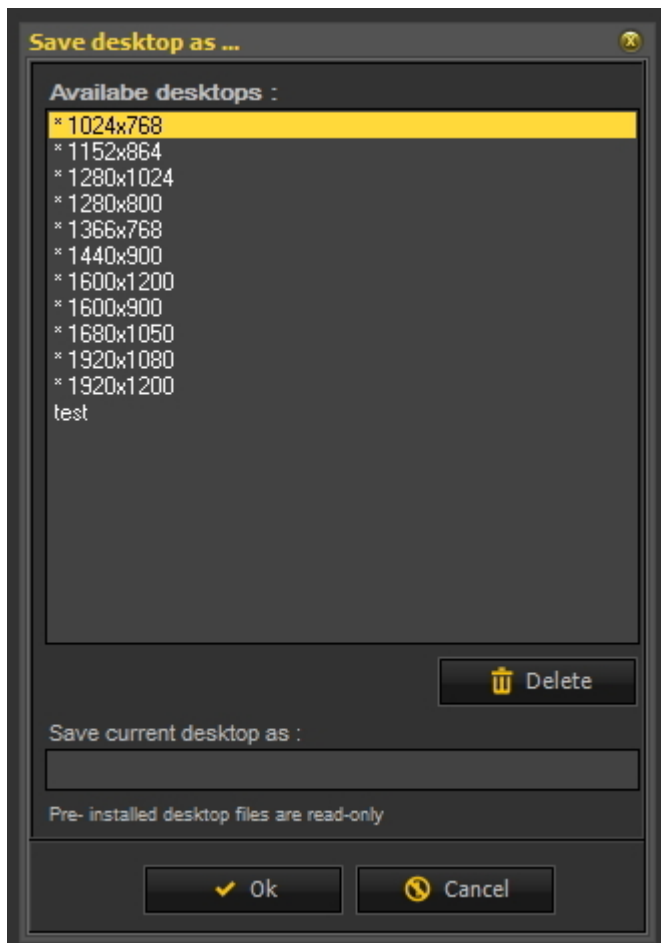 Save desktop as ...
Availabe desktops :
* 1024x768
* 1152x864
* 1280x1024
* 1280x800
* 1366x768
* 1440x900
* 1600x1200
* 1600x900
* 1680x1050
* 1920x1080
* 1920x1200
test
Delete
Save current desktop as :
Pre- installed desktop files are read-only
Ok
Cancel